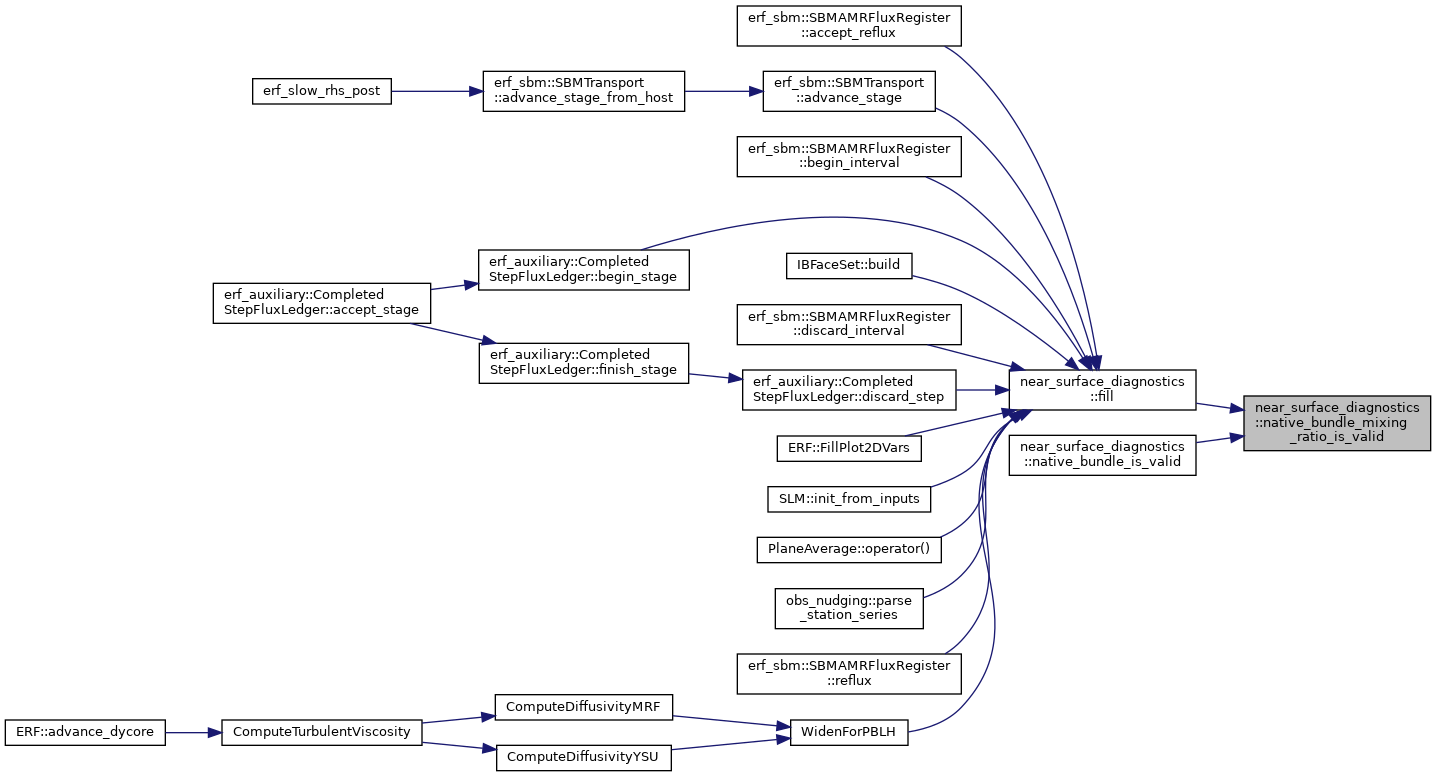 erf_sbm::SBMAMRFluxRegister
::accept_reflux
erf_slow_rhs_post
erf_sbm::SBMTransport
::advance_stage_from_host
erf_sbm::SBMTransport
::advance_stage
erf_sbm::SBMAMRFluxRegister
::begin_interval
erf_auxiliary::Completed
StepFluxLedger::begin_stage
IBFaceSet::build
erf_auxiliary::Completed
StepFluxLedger::accept_stage
erf_sbm::SBMAMRFluxRegister
::discard_interval
erf_auxiliary::Completed
StepFluxLedger::finish_stage
erf_auxiliary::Completed
StepFluxLedger::discard_step
near_surface_diagnostics
::fill
near_surface_diagnostics
::native_bundle_mixing
_ratio_is_valid
ERF::FillPlot2DVars
near_surface_diagnostics
::native_bundle_is_valid
SLM::init_from_inputs
PlaneAverage::operator()
obs_nudging::parse
_station_series
erf_sbm::SBMAMRFluxRegister
::reflux
ComputeDiffusivityMRF
ERF::advance_dycore
ComputeTurbulentViscosity
WidenForPBLH
ComputeDiffusivityYSU